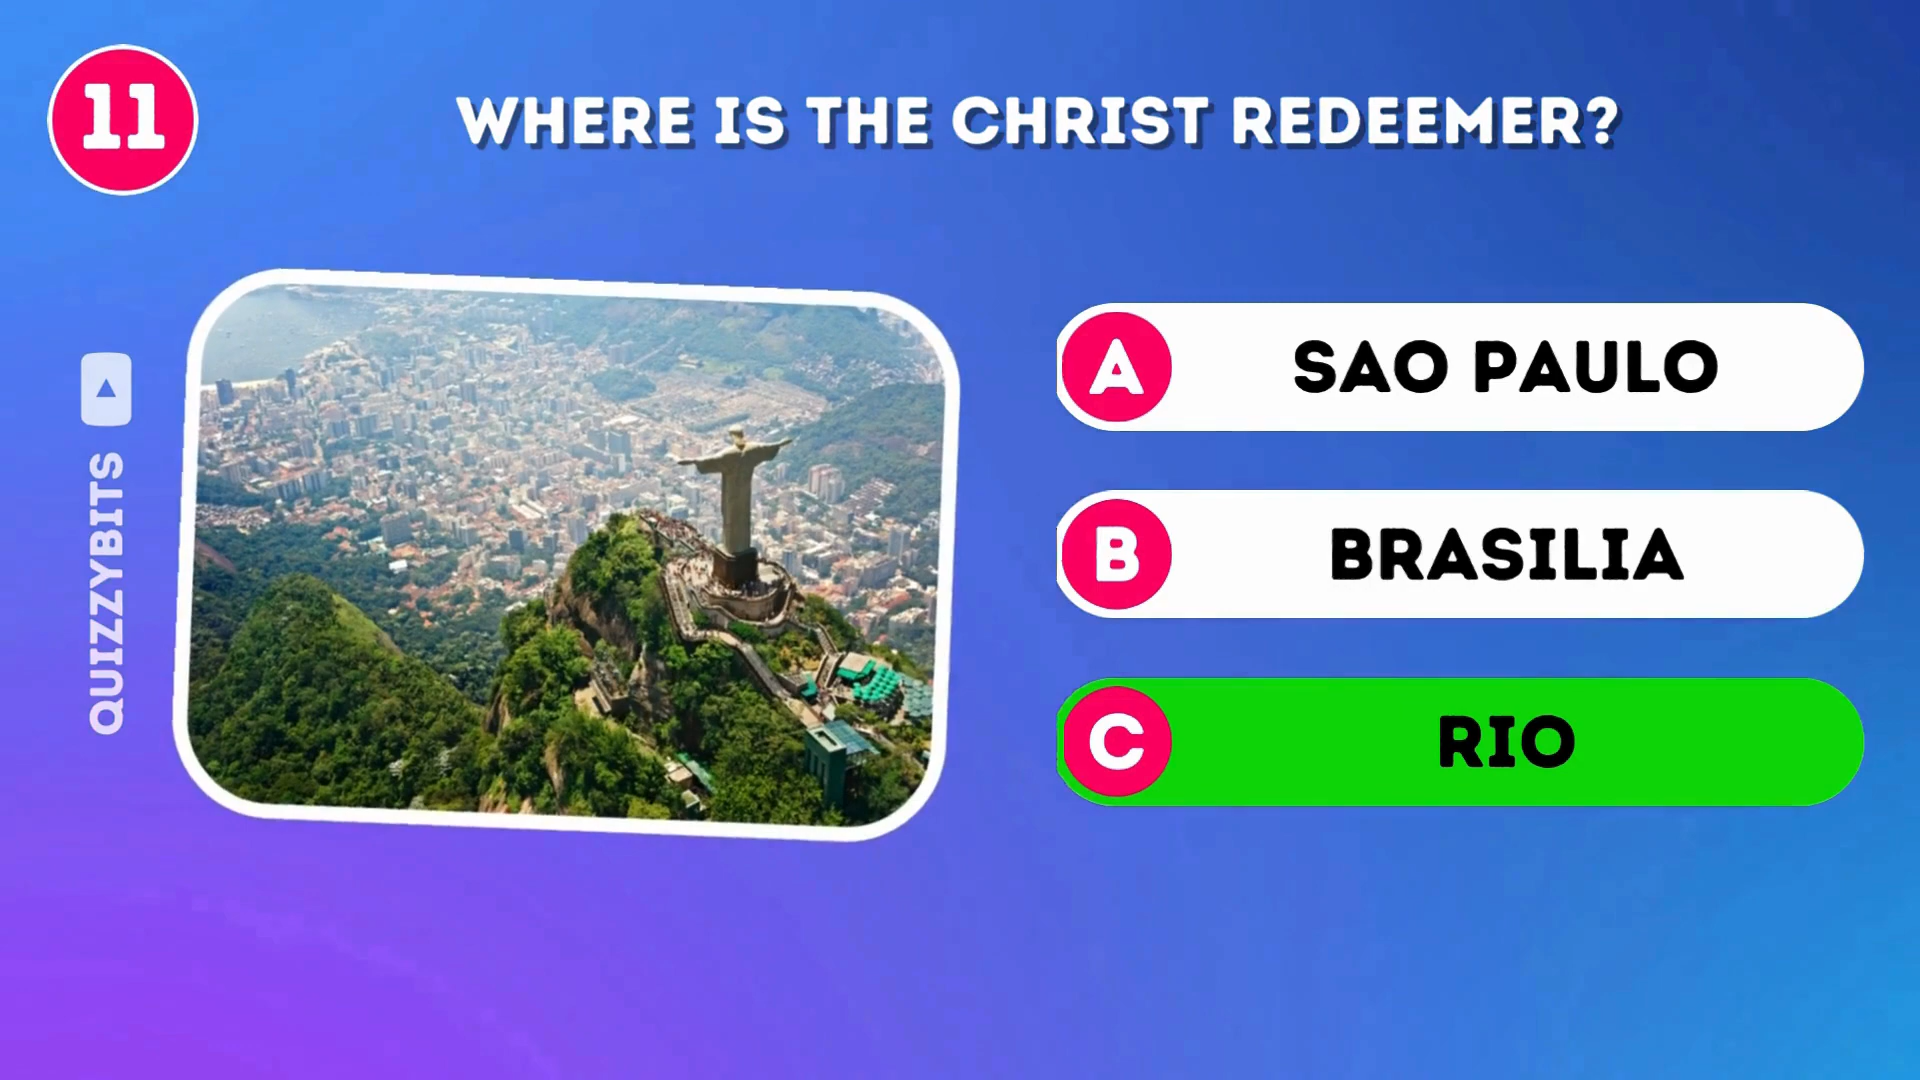 11
WHERE IS THE CHRIST REDEEMER?
QUIZZYBITS
A
SAO PAULO
B
BRASILIA
C
RIO